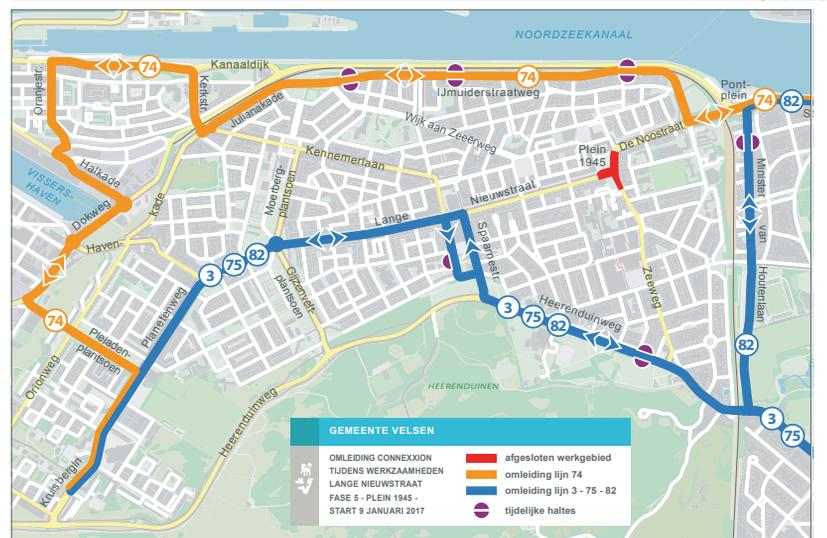 NOORDZEEKANAAL
Kanaaldijk
74
Oranjestr.
Kerkstr.
Julianakade
74
IJmuiderstraatweg
Pont-
plein
74
82
Wijk aan Zeeërweg
De Noostraat
Plein
1945
Kennemerlaan
Halkade
VISSERS-
HAVEN
Dokweg
kade
Haven-
Moerberg-
plantsoen
Lange
Nieuwstraat
Spaarnestr.
Minister
van
Houtenlaan
3
75
82
Gijzenvelt-
plantsoen
Zeeweg
Planetenweg
74
Pleiaden-
plantsoen
Orionweg
3
75
82
Heerenduinweg
82
HEERENDUINEN
Heerenduinweg
3
75
Kruisbergln
GEMEENTE VELSEN
OMLEIDING CONNEXXION
TIJDENS WERKZAAMHEDEN
LANGE NIEUWSTRAAT
FASE 5 - PLEIN 1945 -
START 9 JANUARI 2017
afgesloten werkgebied
omleiding lijn 74
omleiding lijn 3 - 75 - 82
tijdelijke haltes